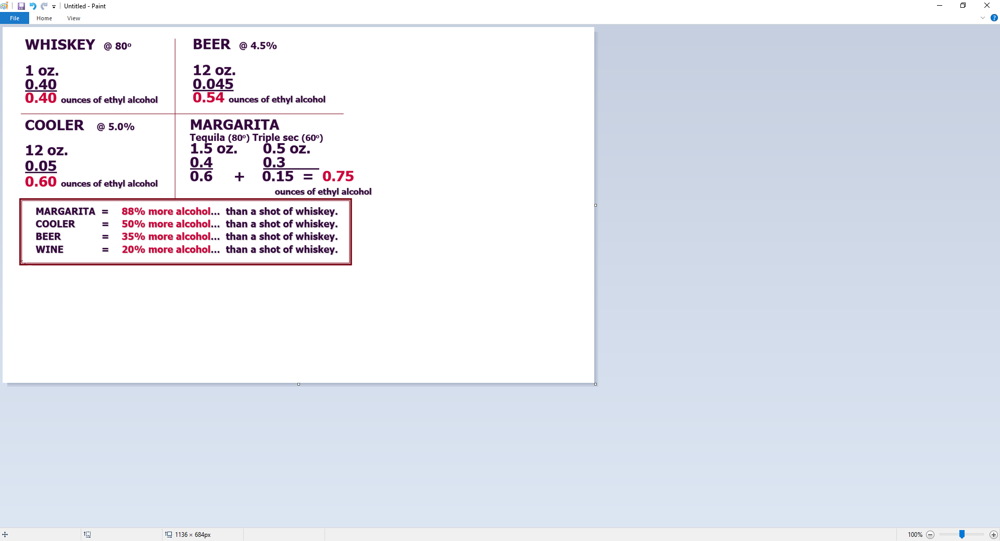 Untitled - Paint
File Home View
WHISKEY @ 80º
1 oz.
0.40
0.40 ounces of ethyl alcohol
BEER @ 4.5%
12 oz.
0.045
0.54 ounces of ethyl alcohol
COOLER @ 5.0%
12 oz.
0.05
0.60 ounces of ethyl alcohol
MARGARITA
Tequila (80º) Triple sec (60º)
1.5 oz. 0.5 oz.
0.4 0.3
0.6 + 0.15 = 0.75
ounces of ethyl alcohol
MARGARITA = 88% more alcohol... than a shot of whiskey.
COOLER = 50% more alcohol... than a shot of whiskey.
BEER = 35% more alcohol... than a shot of whiskey.
WINE = 20% more alcohol... than a shot of whiskey.
1136 × 684px
100%